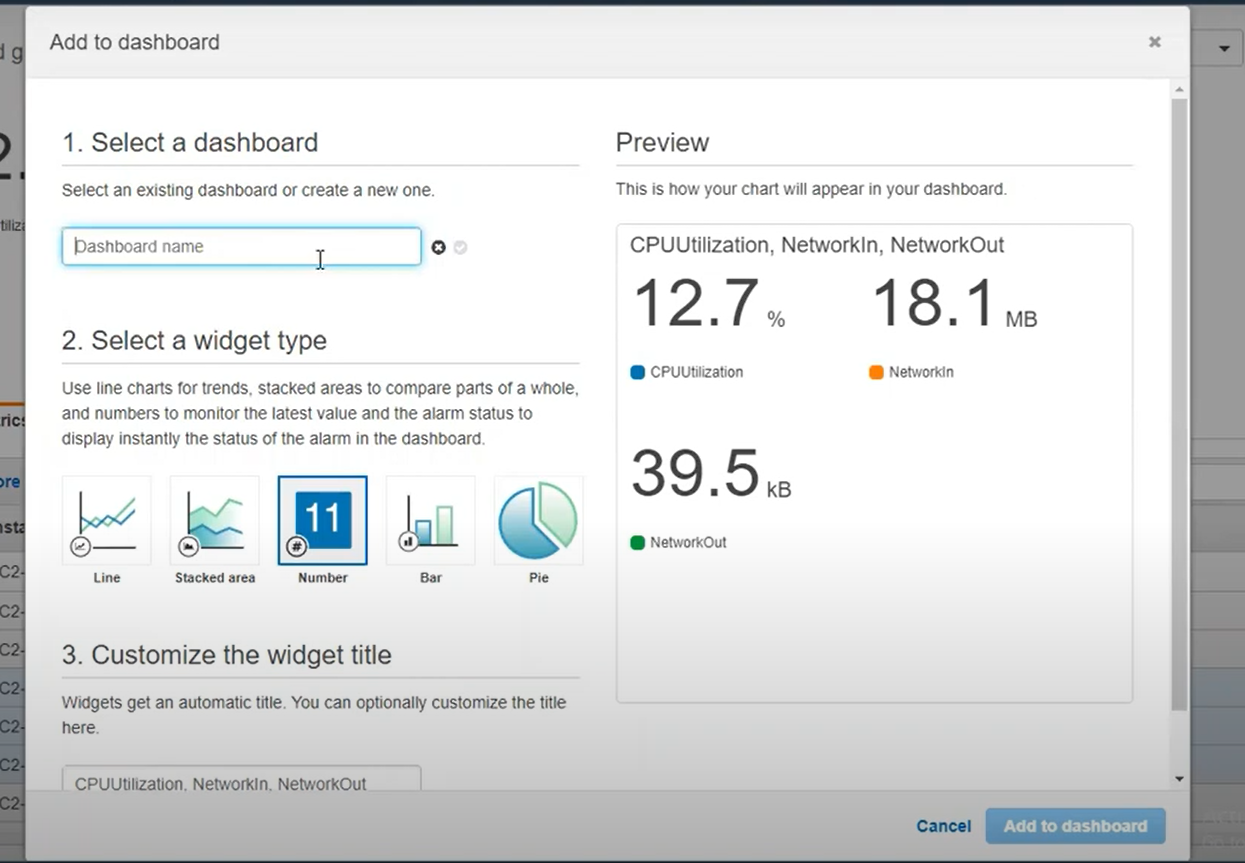 Add to dashboard
1. Select a dashboard
Select an existing dashboard or create a new one.
Dashboard name
2. Select a widget type
Use line charts for trends, stacked areas to compare parts of a whole,
and numbers to monitor the latest value and the alarm status to
display instantly the status of the alarm in the dashboard.
11
#
Line
Stacked area
Number
Bar
Pie
3. Customize the widget title
Widgets get an automatic title. You can optionally customize the title
here.
CPUUtilization, NetworkIn, NetworkOut
Preview
This is how your chart will appear in your dashboard.
CPUUtilization, NetworkIn, NetworkOut
12.7 %
18.1 MB
CPUUtilization
NetworkIn
39.5 kB
NetworkOut
Cancel
Add to dashboard